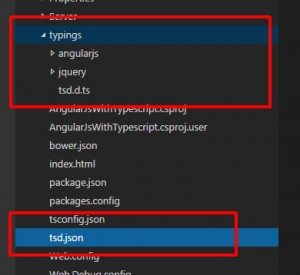 Server
typings
angularjs
jquery
tsd.d.ts
AngularJsWithTypescript.csproj
AngularJsWithTypescript.csproj.user
bower.json
index.html
package.json
packages.config
tsconfig.json
tsd.json
Web.config
Web.Debug.config